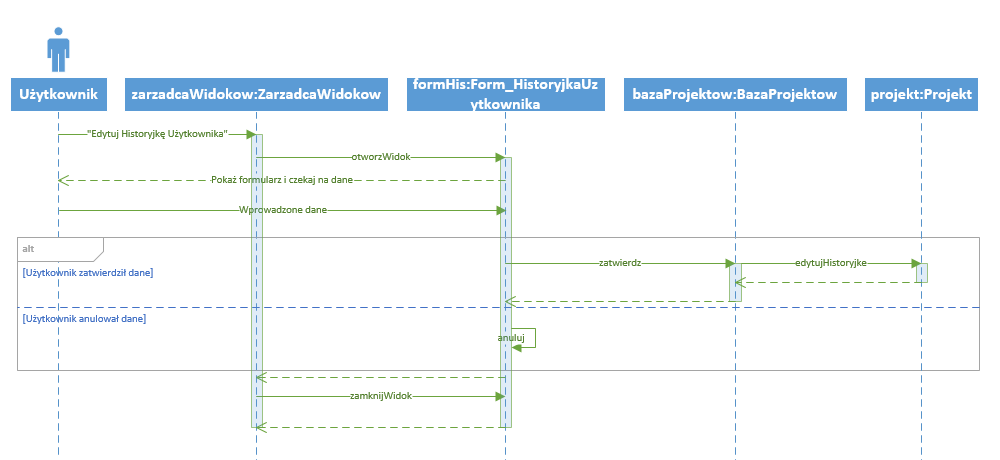 Użytkownik
zarzadcaWidokow:ZarzadcaWidokow
formHis:Form_HistoryjkaUz
ytkownika
bazaProjektow:BazaProjektow
projekt:Projekt
"Edytuj Historyjkę Użytkownika"
otworzWidok
Pokaż formularz i czekaj na dane
Wprowadzone dane
alt
zatwierdz
edytujHistoryjke
[Użytkownik zatwierdził dane]
[Użytkownik anulował dane]
anuluj
zamknijWidok